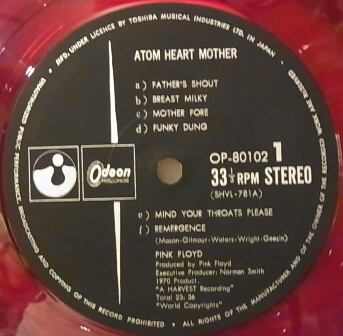 MFD. UNDER LICENCE BY TOSHIBA MUSICAL INDUSTRIES LTD. IN JAPAN •
ATOM HEART MOTHER
a) FATHER'S SHOUT
b) BREAST MILKY
c) MOTHER FORE
d) FUNKY DUNG
Odeon
OP-80102 1
33⅓ RPM STEREO
(SHVL-781A)
e) MIND YOUR THROATS PLEASE
f) REMERGENCE
(Mason-Gilmour-Waters-Wright-Geesin)
PINK FLOYD
Produced by Pink Floyd
Executive Producer: Norman Smith
1970 Product.
"A HARVEST Recording"
Total 23: 36
"World Copyrights"
ALL RIGHTS OF THE MANUFACTURER AND OF THE OWNER OF THE RECORDED WORK ARE RESERVED
UNAUTHORIZED PUBLIC PERFORMANCE, BROADCASTING AND COPYING OF THIS RECORD PROHIBITED •